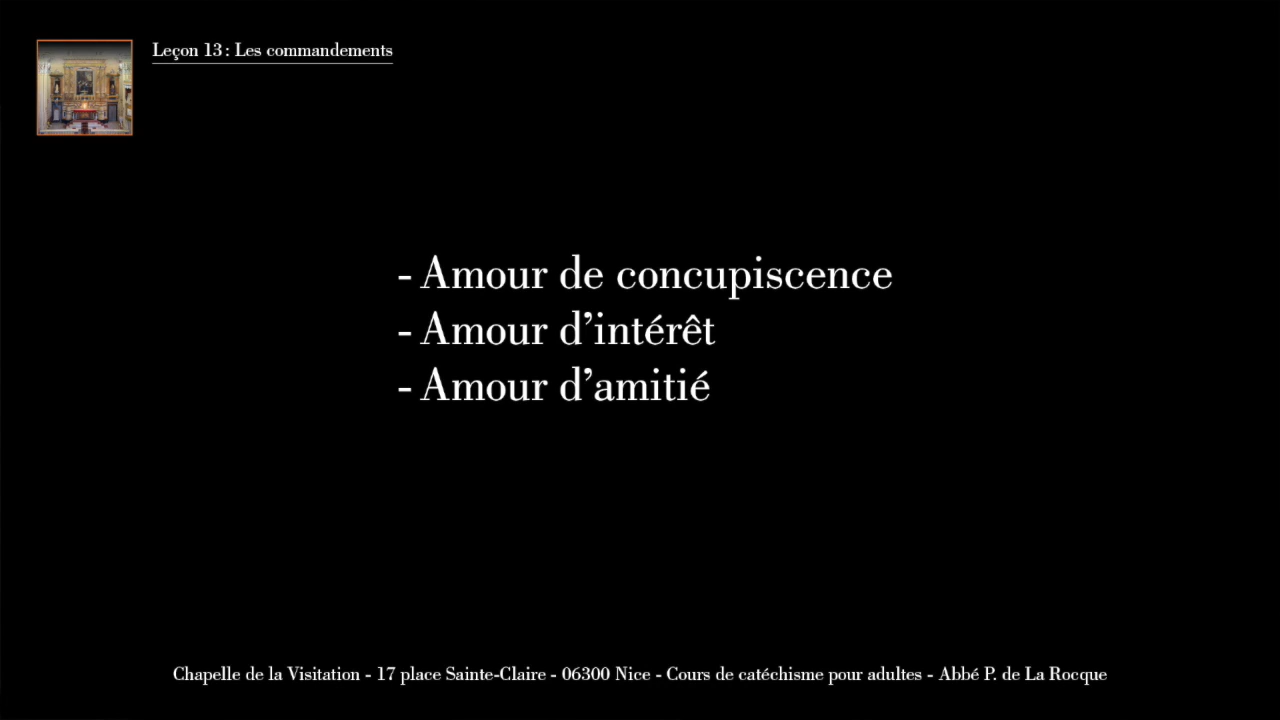 Leçon 13 : Les commandements
- Amour de concupiscence
- Amour d’intérêt
- Amour d’amitié
Chapelle de la Visitation - 17 place Sainte-Claire - 06300 Nice - Cours de catéchisme pour adultes - Abbé P. de La Rocque